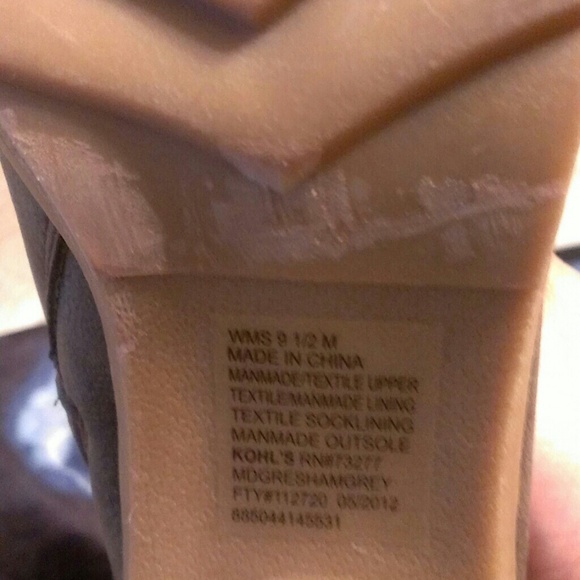 WMS 9 1/2 M
MADE IN CHINA
MANMADE/TEXTILE UPPER
TEXTILE/MANMADE LINING
TEXTILE SOCKLINING
MANMADE OUTSOLE
KOHL'S RN#73277
MDGRESHAMGREY
FTY#112720 05/2012
885044145531